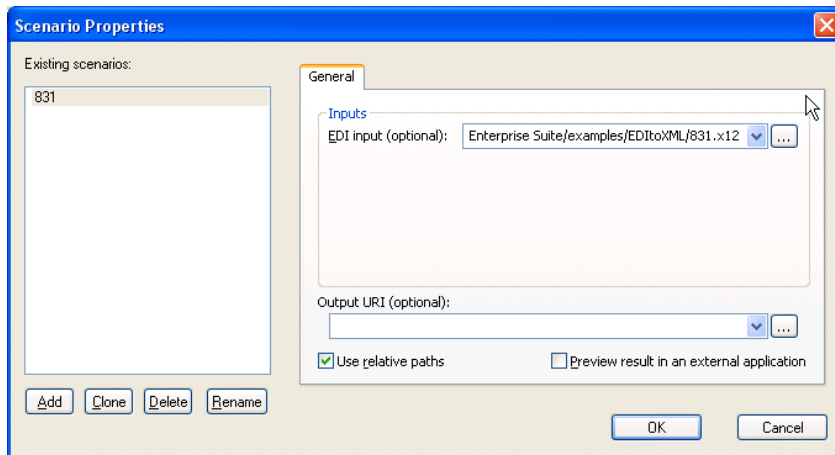 Scenario Properties
Existing scenarios:
831
General
Inputs
EDI input (optional):
Enterprise Suite/examples/EDItoXML/831.x12
...
Output URI (optional):
...
Use relative paths
Preview result in an external application
Add
Clone
Delete
Rename
OK
Cancel